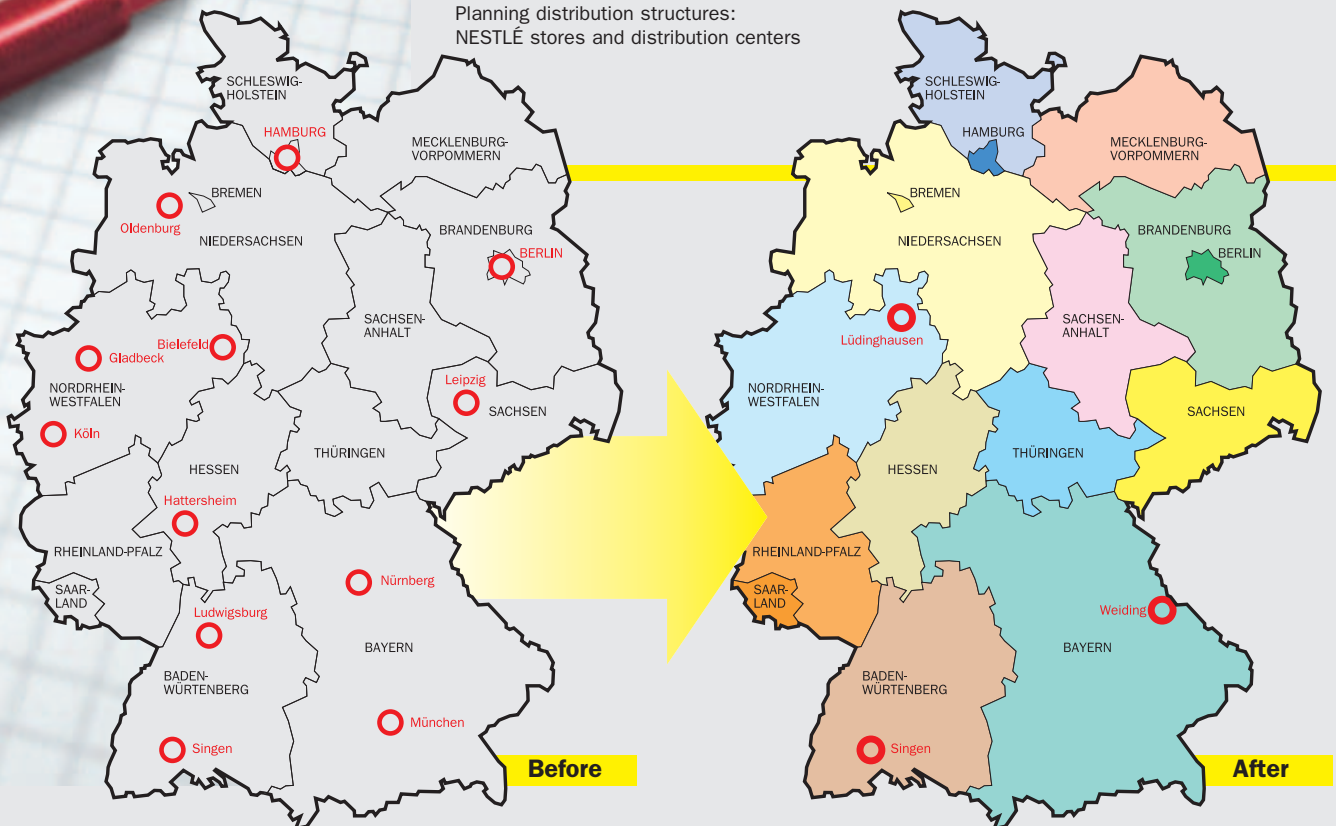 Planning distribution structures:
NESTLÉ stores and distribution centers
SCHLESWIG-
HOLSTEIN
HAMBURG
MECKLENBURG-
VORPOMMERN
BREMEN
Oldenburg
NIEDERSACHSEN
BRANDENBURG
BERLIN
SACHSEN-
ANHALT
Bielefeld
Gladbeck
NORDRHEIN-
WESTFALEN
Leipzig
SACHSEN
Köln
THÜRINGEN
HESSEN
Hattersheim
RHEINLAND-PFALZ
SAAR-
LAND
Nürnberg
Ludwigsburg
BAYERN
BADEN-
WÜRTENBERG
München
Singen
Before
SCHLESWIG-
HOLSTEIN
HAMBURG
MECKLENBURG-
VORPOMMERN
BREMEN
NIEDERSACHSEN
BRANDENBURG
BERLIN
SACHSEN-
ANHALT
Lüdinghausen
NORDRHEIN-
WESTFALEN
SACHSEN
THÜRINGEN
HESSEN
RHEINLAND-PFALZ
SAAR-
LAND
Weiding
BAYERN
BADEN-
WÜRTENBERG
Singen
After